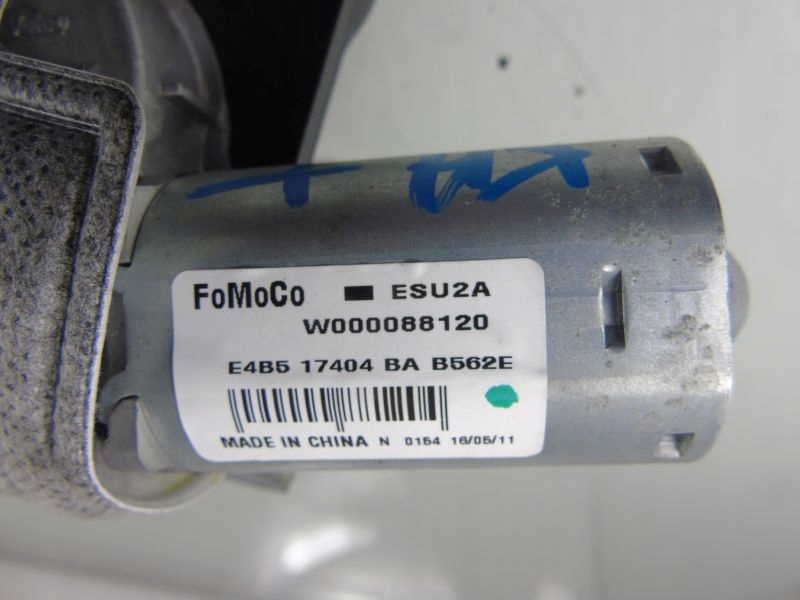 FoMoCo ESU2A
W000088120
E4B5 17404 BA B562E
MADE IN CHINA N 0154 16/05/11